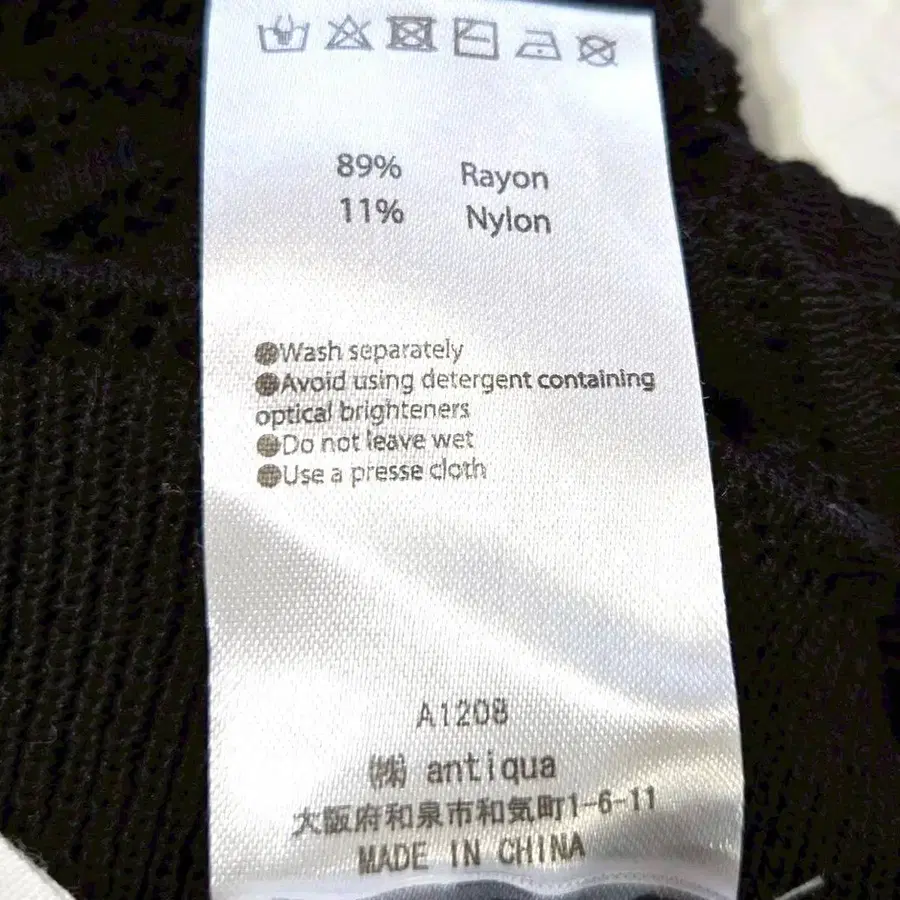 89% Rayon
11% Nylon
●Wash separately
●Avoid using detergent containing
optical brighteners
●Do not leave wet
●Use a presse cloth
A1208
㈱ antiqua
大阪府和泉市和気町1-6-11
MADE IN CHINA